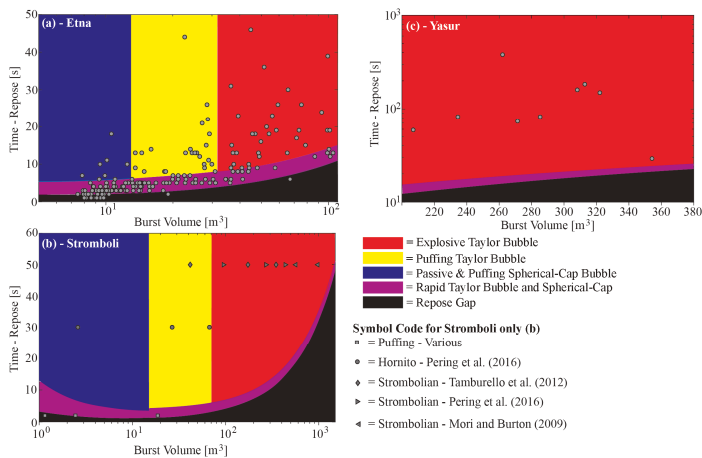 (a) - Etna
Time - Repose [s]
50
40
30
20
10
0
10¹
10²
Burst Volume [m³]
(c) - Yasur
Time - Repose [s]
10³
10²
10¹
220
240
260
280
300
320
340
360
380
Burst Volume [m³]
(b) - Stromboli
Time - Repose [s]
60
50
40
30
20
10
0
10⁰
10¹
10²
10³
Burst Volume [m³]
= Explosive Taylor Bubble
= Puffing Taylor Bubble
= Passive & Puffing Spherical-Cap Bubble
= Rapid Taylor Bubble and Spherical-Cap
= Repose Gap
Symbol Code for Stromboli only (b)
= Puffing - Various
= Hornito - Pering et al. (2016)
= Strombolian - Tamburello et al. (2012)
= Strombolian - Pering et al. (2016)
= Strombolian - Mori and Burton (2009)